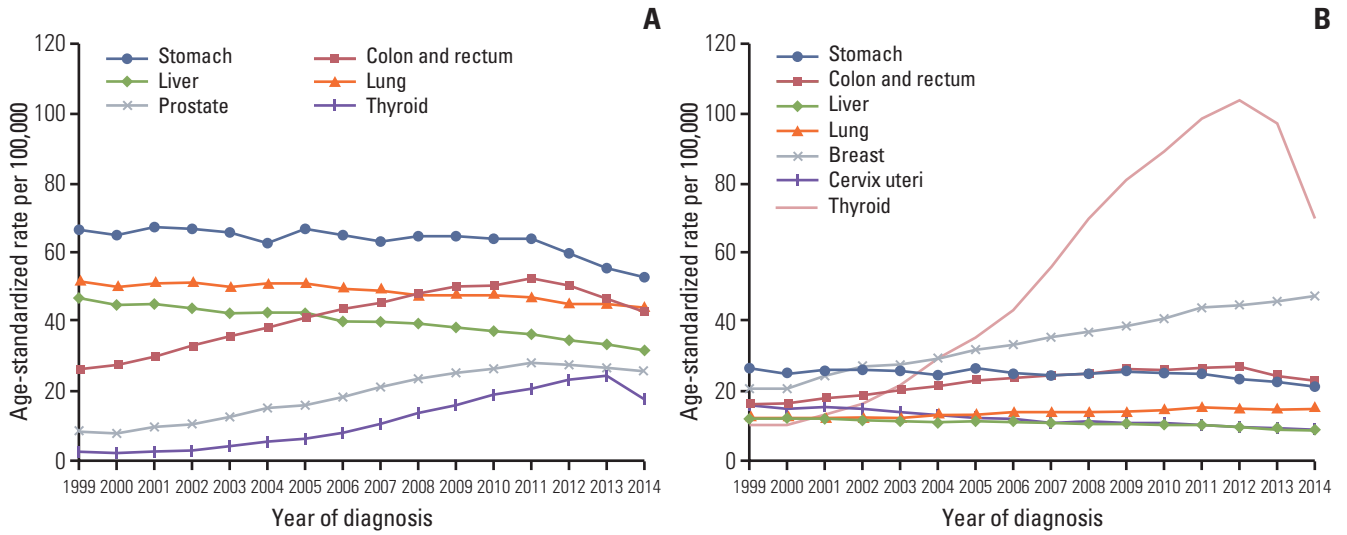 A
Age-standardized rate per 100,000
120
100
80
60
40
20
0
Stomach
Liver
Prostate
Colon and rectum
Lung
Thyroid
1999 2000 2001 2002 2003 2004 2005 2006 2007 2008 2009 2010 2011 2012 2013 2014
Year of diagnosis
B
Age-standardized rate per 100,000
120
100
80
60
40
20
0
Stomach
Colon and rectum
Liver
Lung
Breast
Cervix uteri
Thyroid
1999 2000 2001 2002 2003 2004 2005 2006 2007 2008 2009 2010 2011 2012 2013 2014
Year of diagnosis